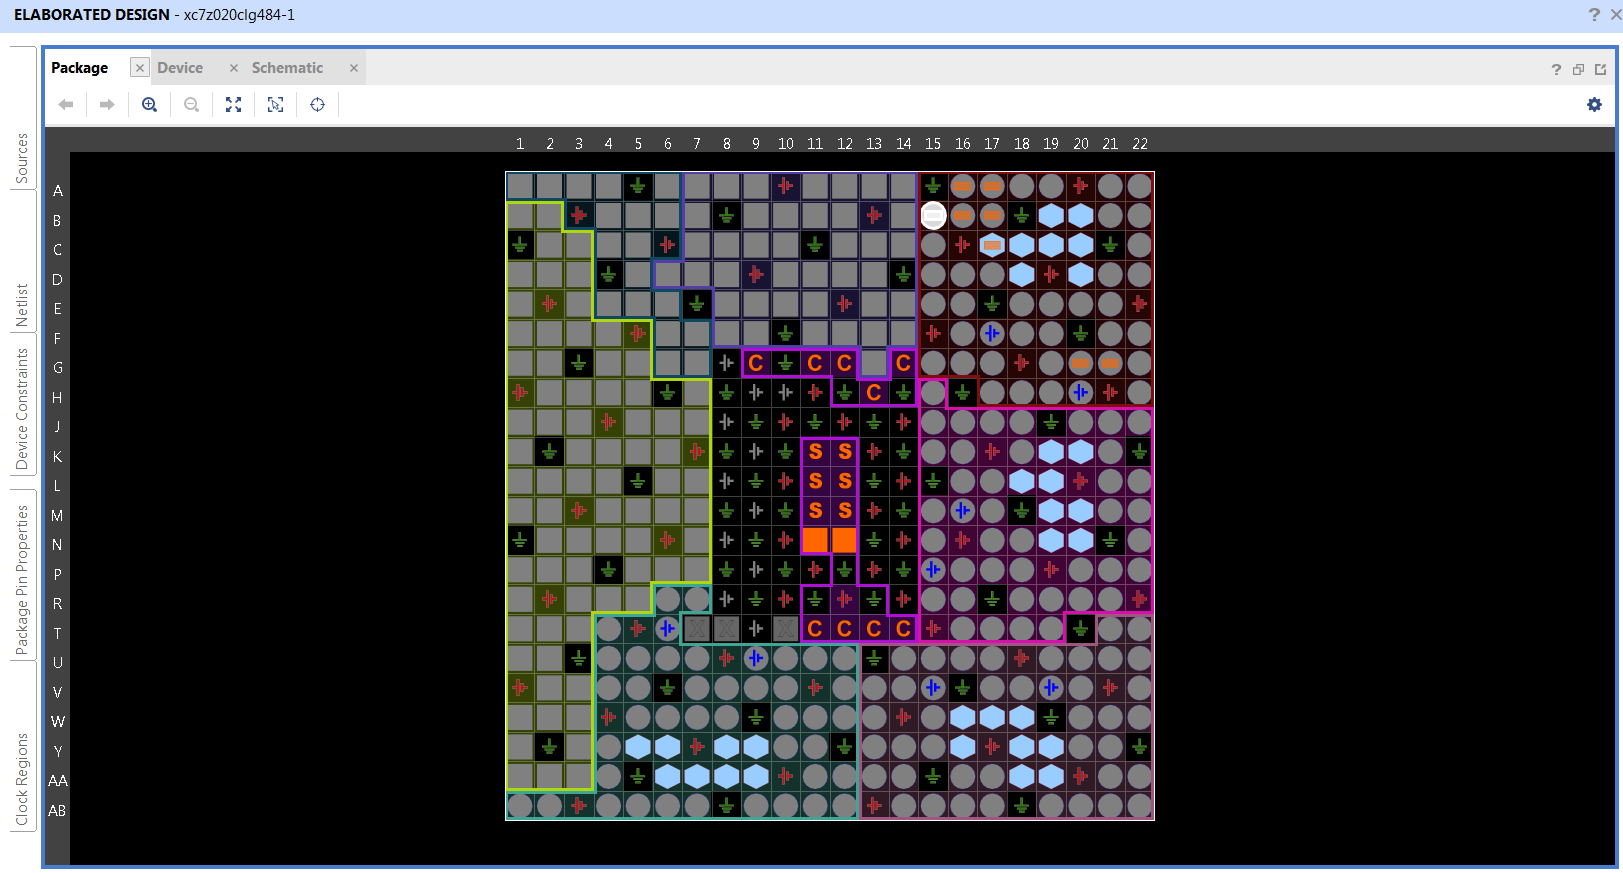 ELABORATED DESIGN - xc7z020clg484-1
? ×
Package × Device × Schematic ×
?
Sources
Netlist
Device Constraints
Package Pin Properties
Clock Regions
1 2 3 4 5 6 7 8 9 10 11 12 13 14 15 16 17 18 19 20 21 22
A
B
C
D
E
F
G C C C C
H C
J
K S S
L S S
M S S
N
P
R
T X X X C C C C
U
V
W
Y
AA
AB